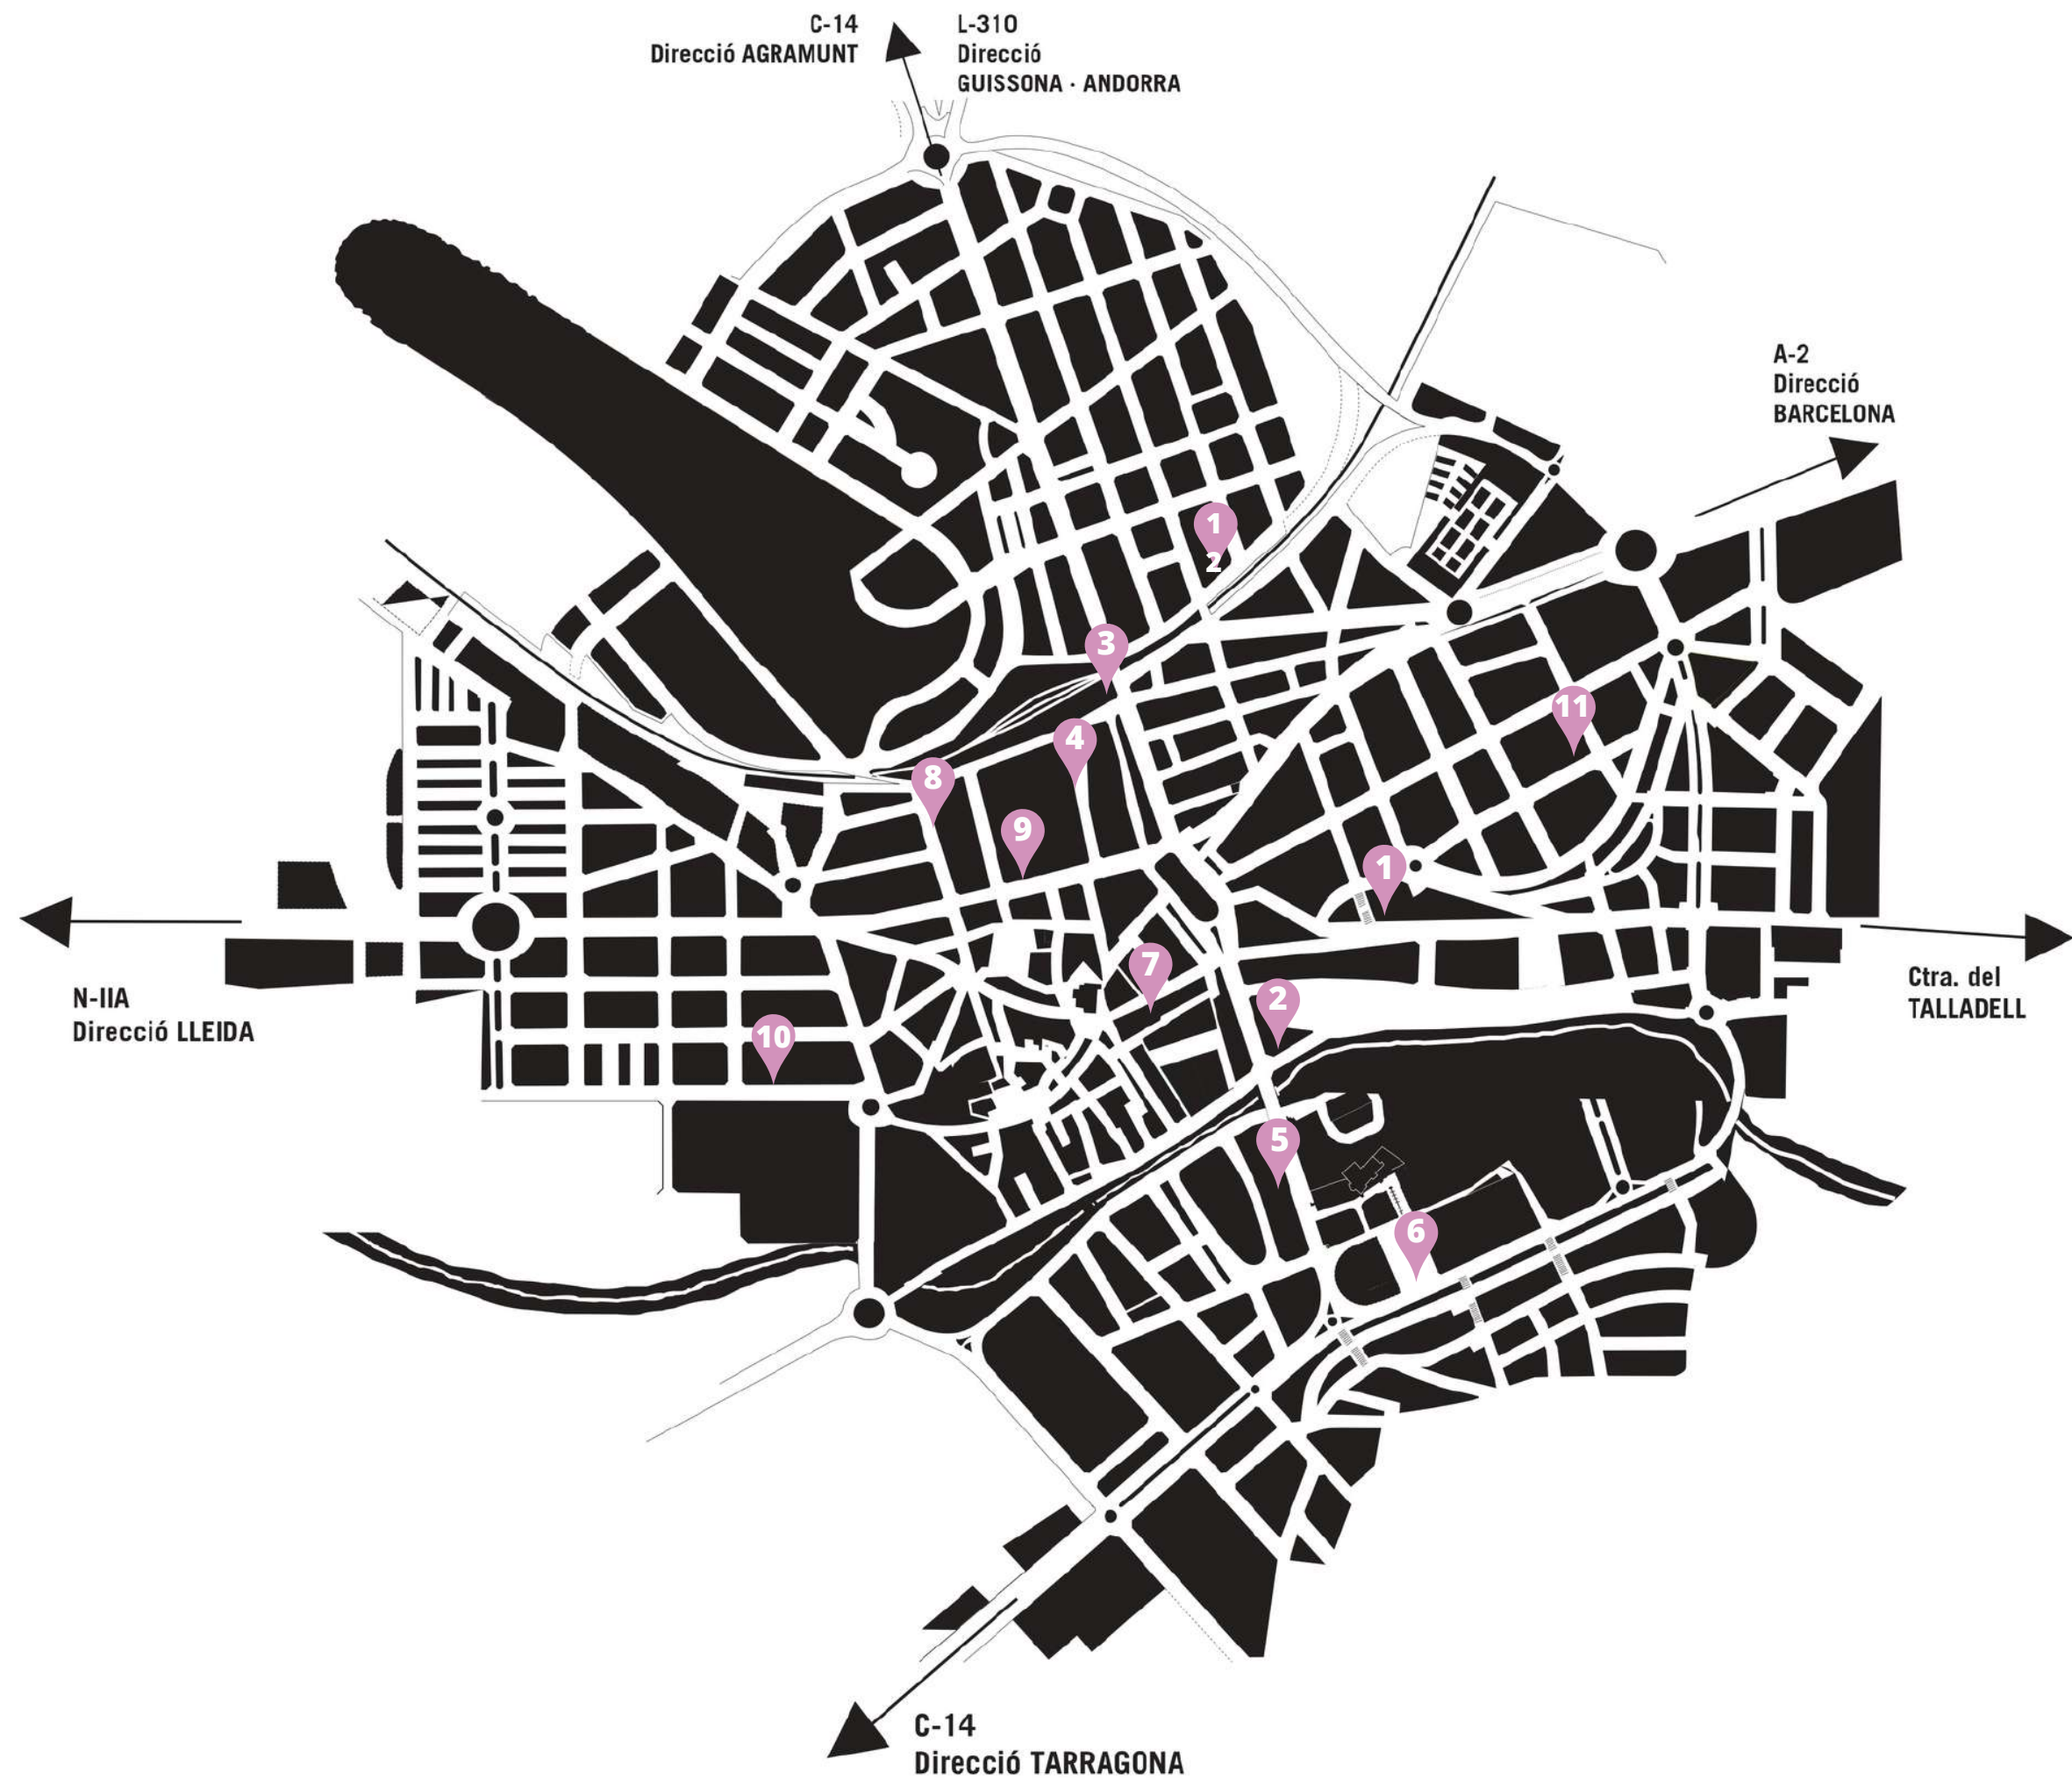 C-14
Direcció AGRAMUNT
L-310
Direcció
GUISSONA · ANDORRA
A-2
Direcció
BARCELONA
1
2
3
11
4
8
9
1
7
2
N-IIA
Direcció LLEIDA
Ctra. del
TALLADELL
10
5
6
C-14
Direcció TARRAGONA